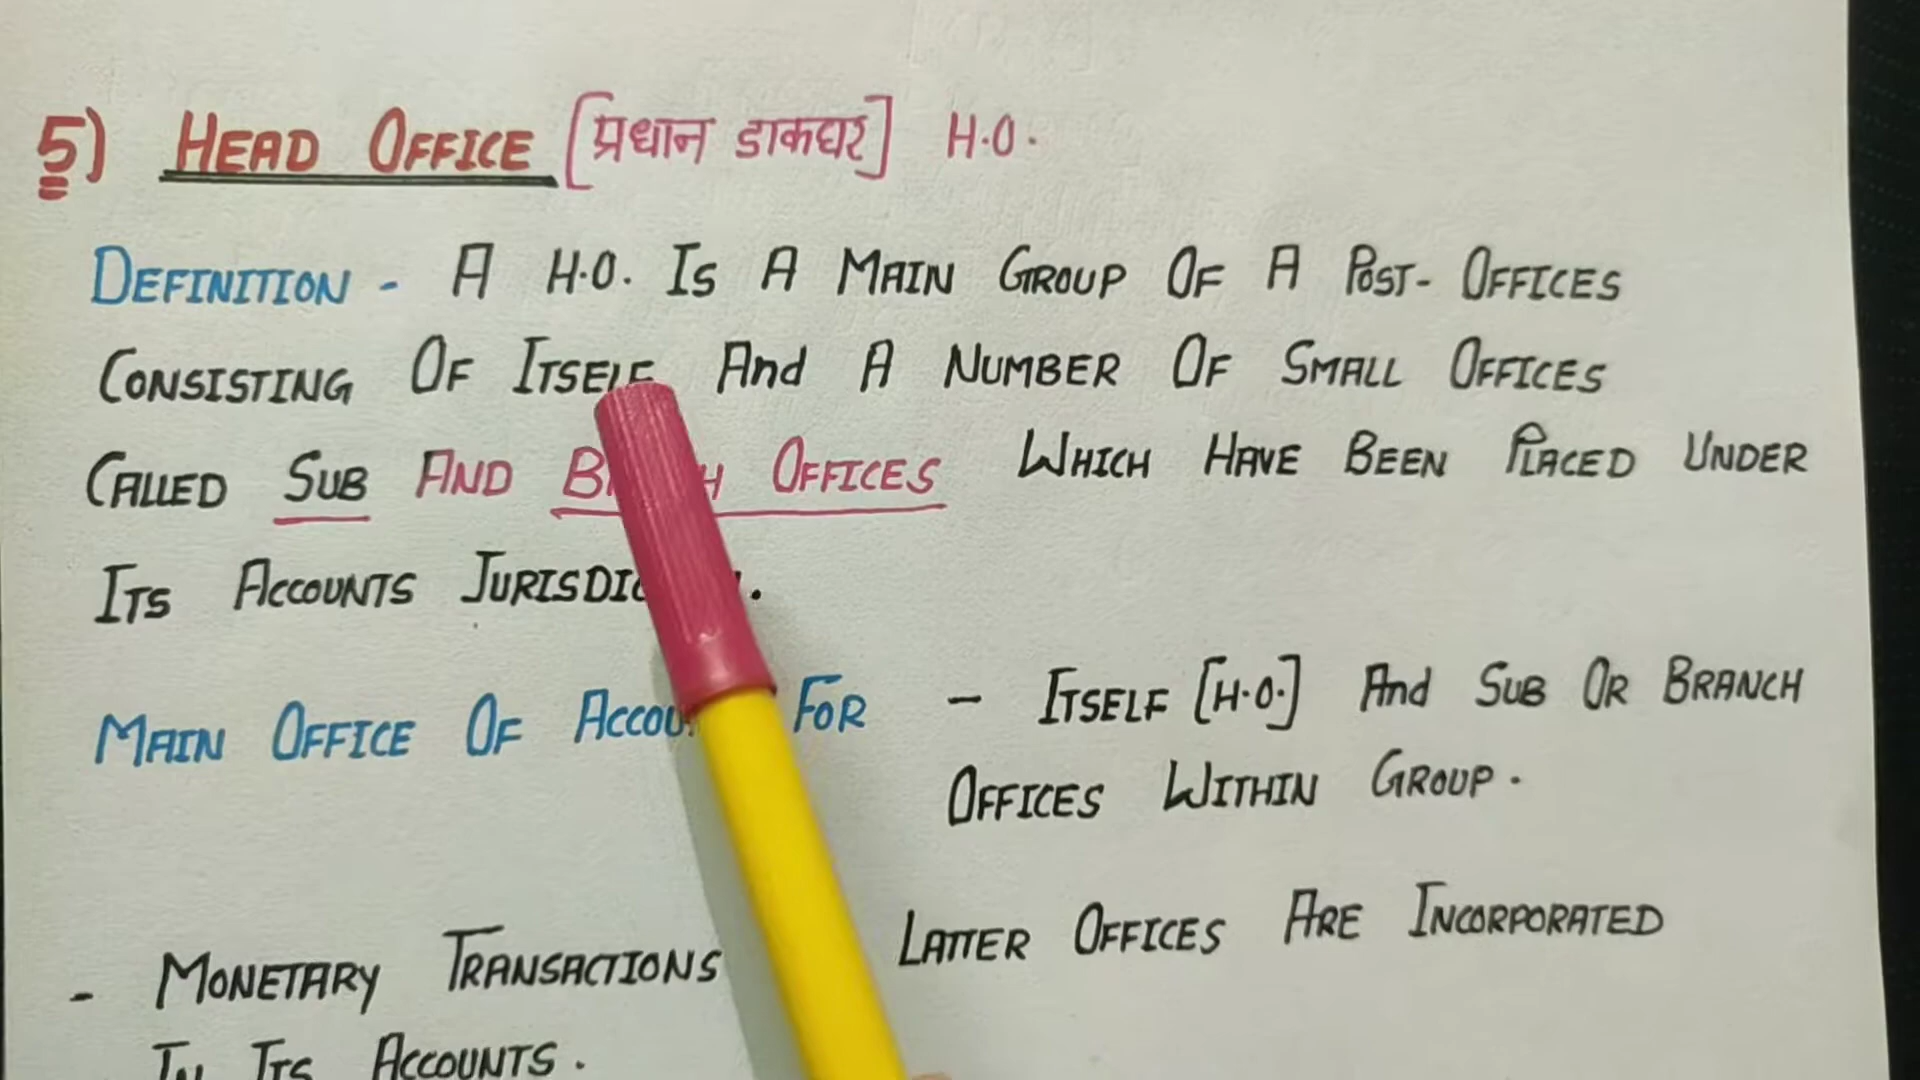 5) HEAD OFFICE [प्रधान डाकघर] H.O.
DEFINITION - A H.O. IS A MAIN GROUP OF A POST-OFFICES
CONSISTING OF ITSELF AND A NUMBER OF SMALL OFFICES
CALLED SUB AND OFFICES WHICH HAVE BEEN PLACED UNDER
ITS ACCOUNTS
MAIN OFFICE OF FOR - ITSELF [H.O.] AND SUB OR BRANCH
OFFICES WITHIN GROUP.
- MONETARY TRANSACTIONS LATTER OFFICES ARE INCORPORATED
IN ITS ACCOUNTS.